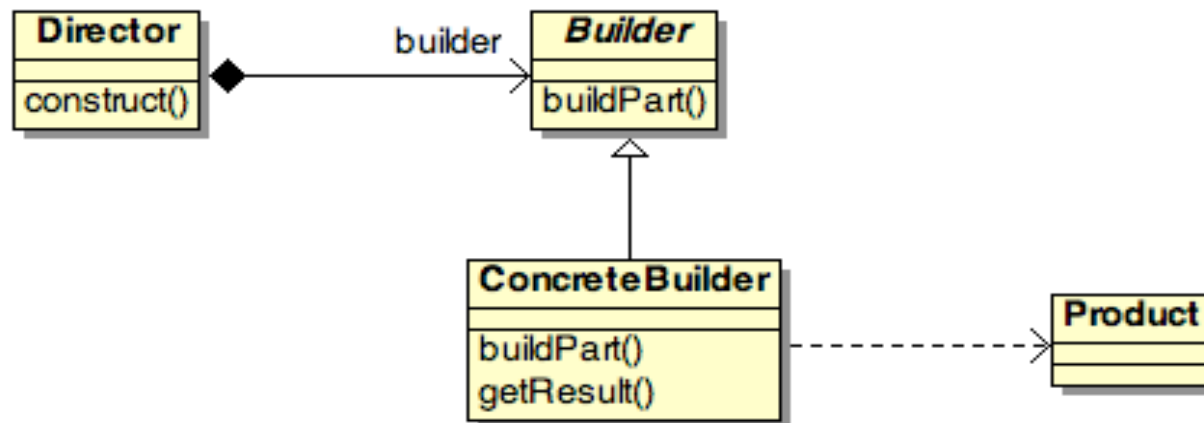 Director
construct()
builder
Builder
buildPart()
ConcreteBuilder
buildPart()
getResult()
Product